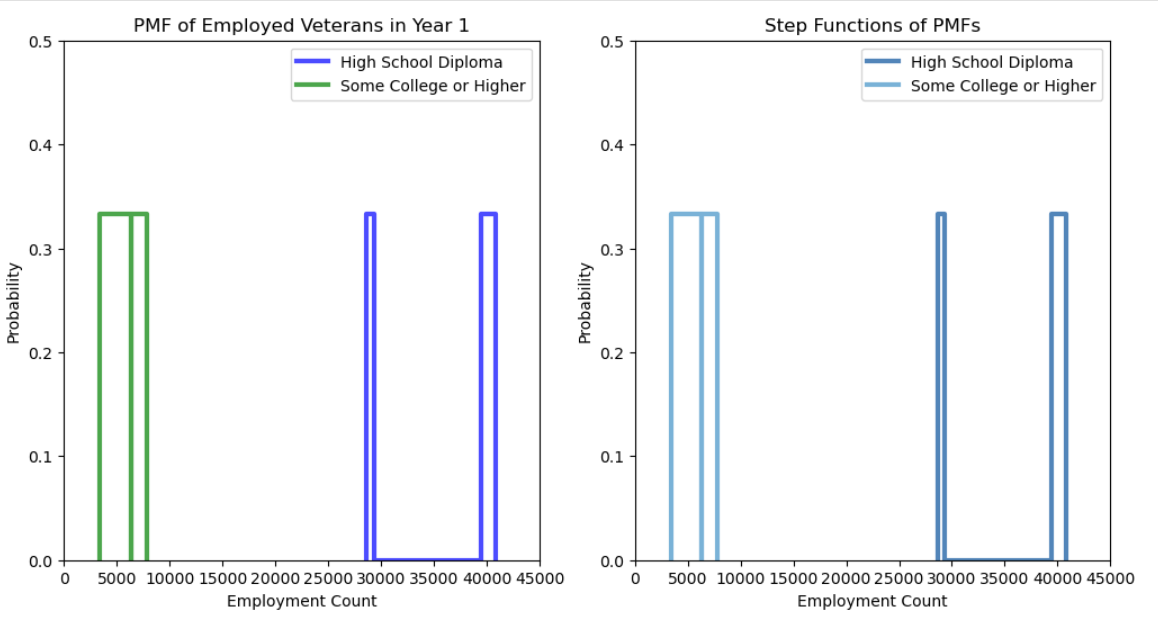 PMF of Employed Veterans in Year 1
0.5
High School Diploma
Some College or Higher
0.4
0.3
Probability
0.2
0.1
0.0
0 5000 10000 15000 20000 25000 30000 35000 40000 45000
Employment Count
Step Functions of PMFs
0.5
High School Diploma
Some College or Higher
0.4
0.3
Probability
0.2
0.1
0.0
0 5000 10000 15000 20000 25000 30000 35000 40000 45000
Employment Count